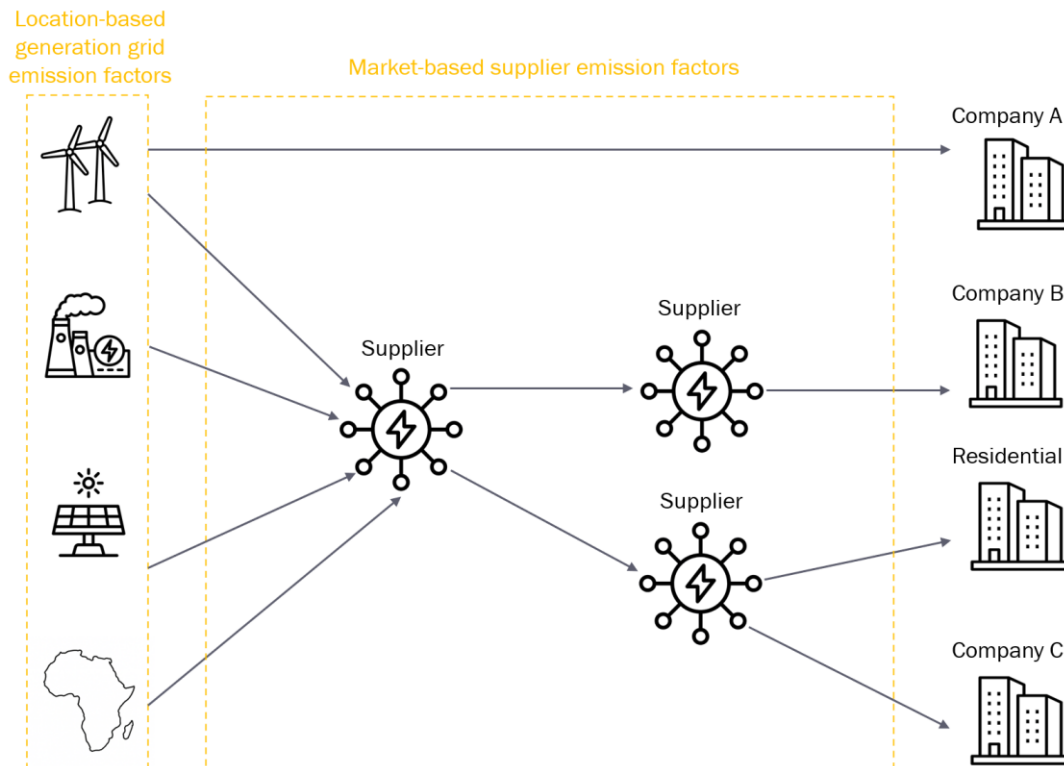 Location-based
generation grid
emission factors
Market-based supplier emission factors
Company A
Company B
Supplier
Supplier
Residential
Supplier
Company C